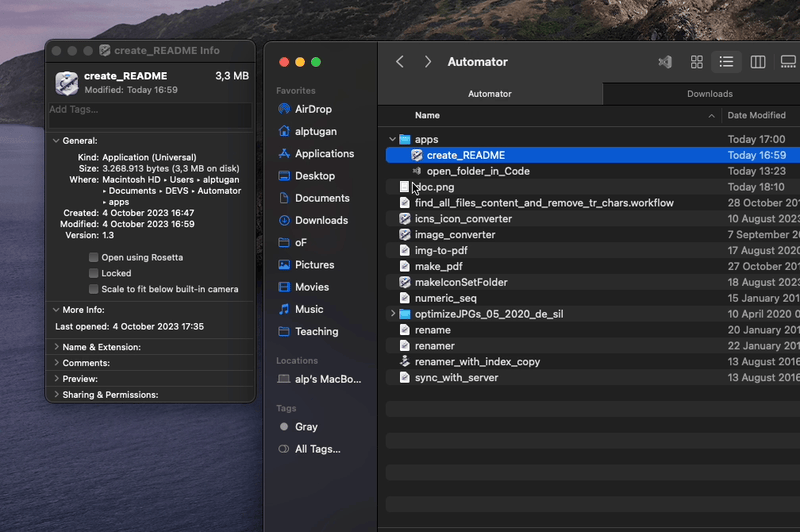 create_README Info
create_README 3,3 MB
Modified: Today 16:59
Add Tags...
General:
Kind: Application (Universal)
Size: 3.268.913 bytes (3,3 MB on disk)
Where: Macintosh HD ▸ Users ▸ alptugan
▸ Documents ▸ DEVS ▸ Automator
▸ apps
Created: 4 October 2023 16:47
Modified: 4 October 2023 16:59
Version: 1.3
Open using Rosetta
Locked
Scale to fit below built-in camera
More Info:
Last opened: 4 October 2023 17:35
Name & Extension:
Comments:
Preview:
Sharing & Permissions:
Favorites
AirDrop
alptugan
Applications
Desktop
Documents
Downloads
oF
Pictures
Movies
Music
Teaching
Locations
alp's MacBo...
Tags
Gray
All Tags...
Automator
Automator Downloads
Name Date Modified
apps Today 17:00
create_README Today 16:59
open_folder_in_Code Today 13:23
doc.png Today 18:10
find_all_files_content_and_remove_tr_chars.workflow 28 October 201
icns_icon_converter 10 August 2023
image_converter 7 September 2
img-to-pdf 17 August 2020
make_pdf 27 October 201
makeIconSetFolder 18 August 2023
numeric_seq 15 January 201
optimizeJPGs_05_2020_de_sil 10 April 2020 0
rename 20 January 201
renamer 22 January 201
renamer_with_index_copy 13 August 2016
sync_with_server 13 August 2016